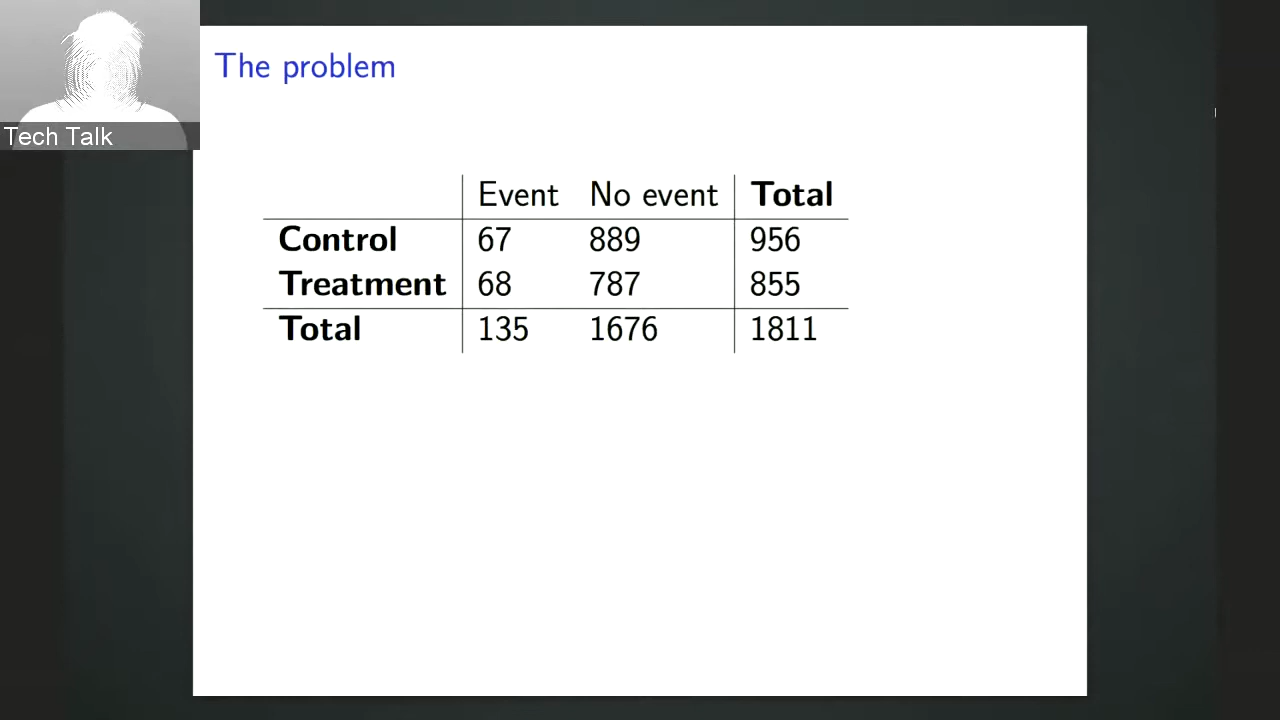 The problem
Tech Talk
Event No event Total
Control 67 889 956
Treatment 68 787 855
Total 135 1676 1811